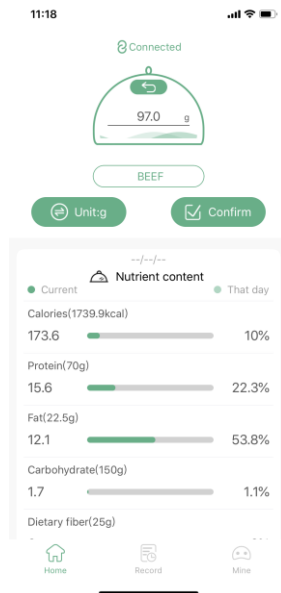 11:18
Connected
0
97.0 g
BEEF
Unit:g Confirm
--/--/--
Nutrient content
Current That day
Calories(1739.9kcal)
173.6 10%
Protein(70g)
15.6 22.3%
Fat(22.5g)
12.1 53.8%
Carbohydrate(150g)
1.7 1.1%
Dietary fiber(25g)
Home Record Mine